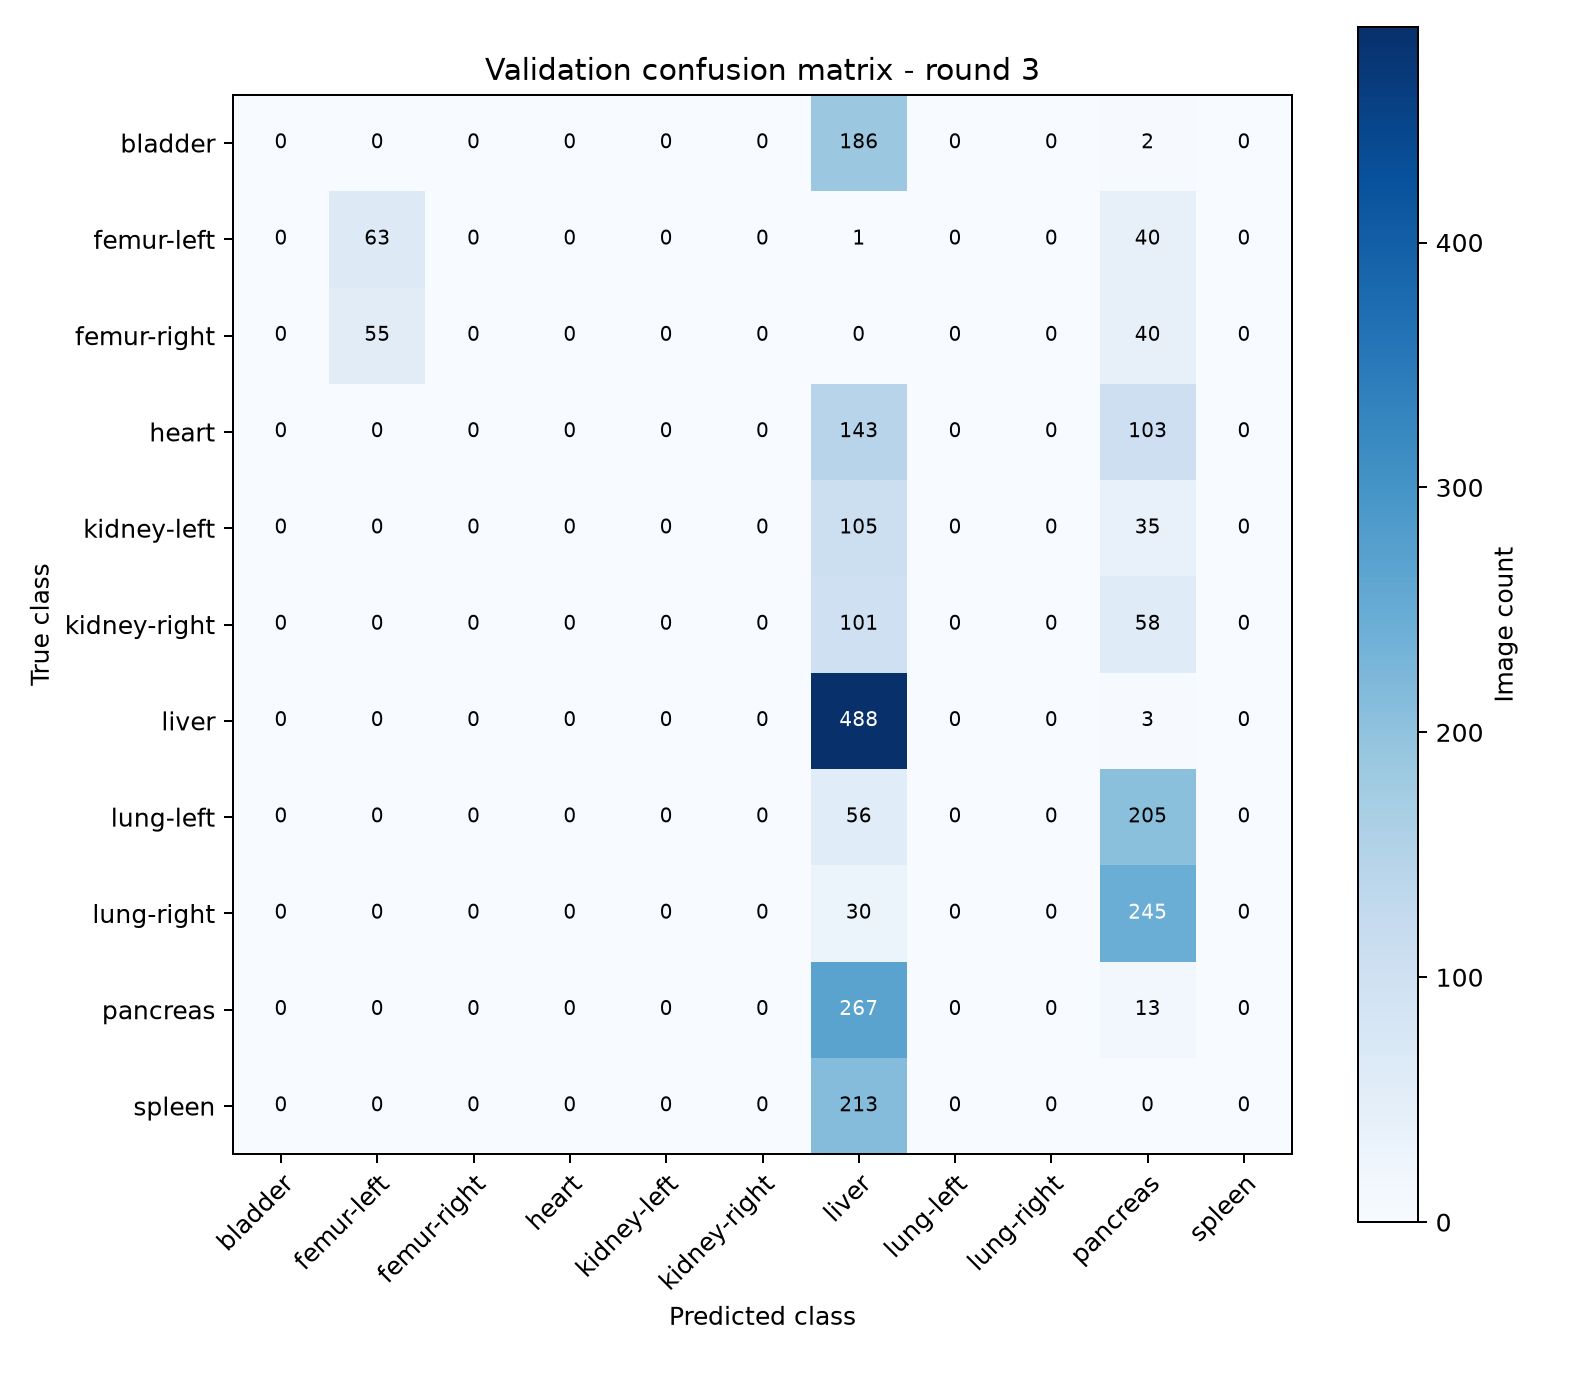 Validation confusion matrix - round 3
True class
bladder 0 0 0 0 0 0 186 0 0 2 0
femur-left 0 63 0 0 0 0 1 0 0 40 0
femur-right 0 55 0 0 0 0 0 0 0 40 0
heart 0 0 0 0 0 0 143 0 0 103 0
kidney-left 0 0 0 0 0 0 105 0 0 35 0
kidney-right 0 0 0 0 0 0 101 0 0 58 0
liver 0 0 0 0 0 0 488 0 0 3 0
lung-left 0 0 0 0 0 0 56 0 0 205 0
lung-right 0 0 0 0 0 0 30 0 0 245 0
pancreas 0 0 0 0 0 0 267 0 0 13 0
spleen 0 0 0 0 0 0 213 0 0 0 0
bladder femur-left femur-right heart kidney-left kidney-right liver lung-left lung-right pancreas spleen
Predicted class
400
300
200
100
0
Image count